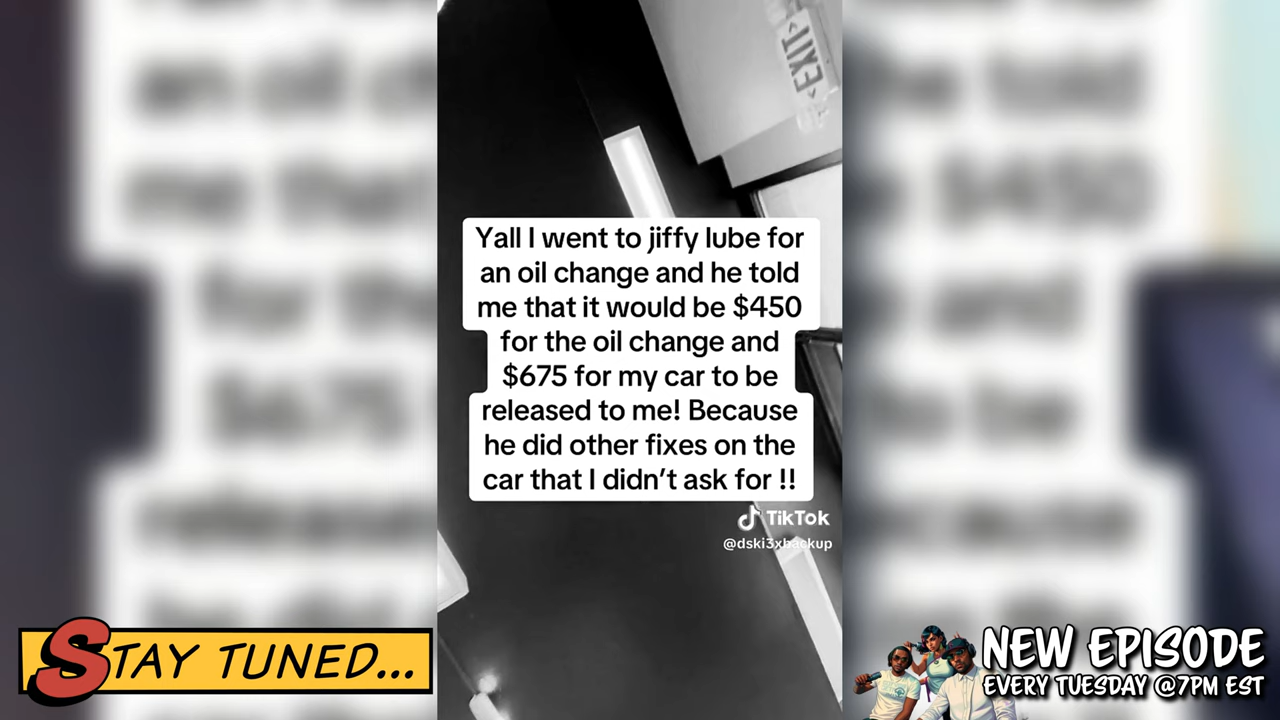 EXIT
Yall I went to jiffy lube for
an oil change and he told
me that it would be $450
for the oil change and
$675 for my car to be
released to me! Because
he did other fixes on the
car that I didn’t ask for !!
TikTok
@dski3xbackup
STAY TUNED...
NEW EPISODE
EVERY TUESDAY @7PM EST